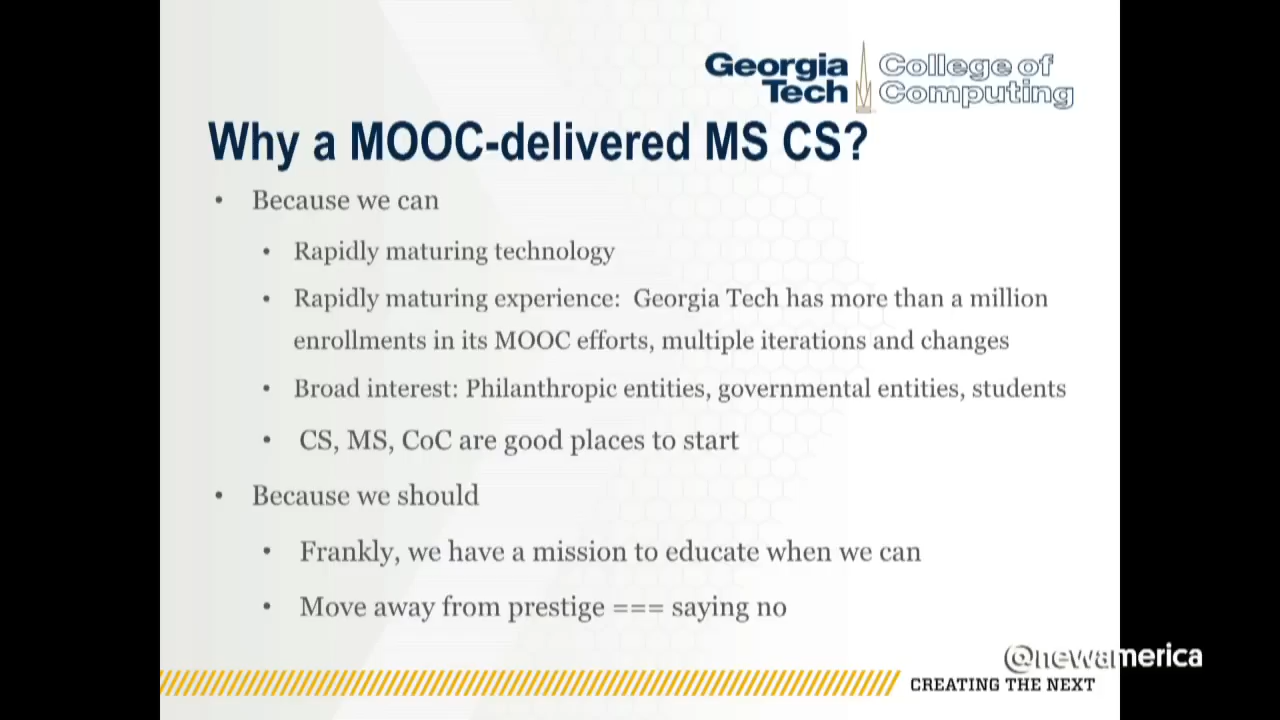 Georgia Tech
College of Computing
Why a MOOC-delivered MS CS?
• Because we can
• Rapidly maturing technology
• Rapidly maturing experience: Georgia Tech has more than a million
enrollments in its MOOC efforts, multiple iterations and changes
• Broad interest: Philanthropic entities, governmental entities, students
• CS, MS, CoC are good places to start
• Because we should
• Frankly, we have a mission to educate when we can
• Move away from prestige === saying no
@newamerica
CREATING THE NEXT